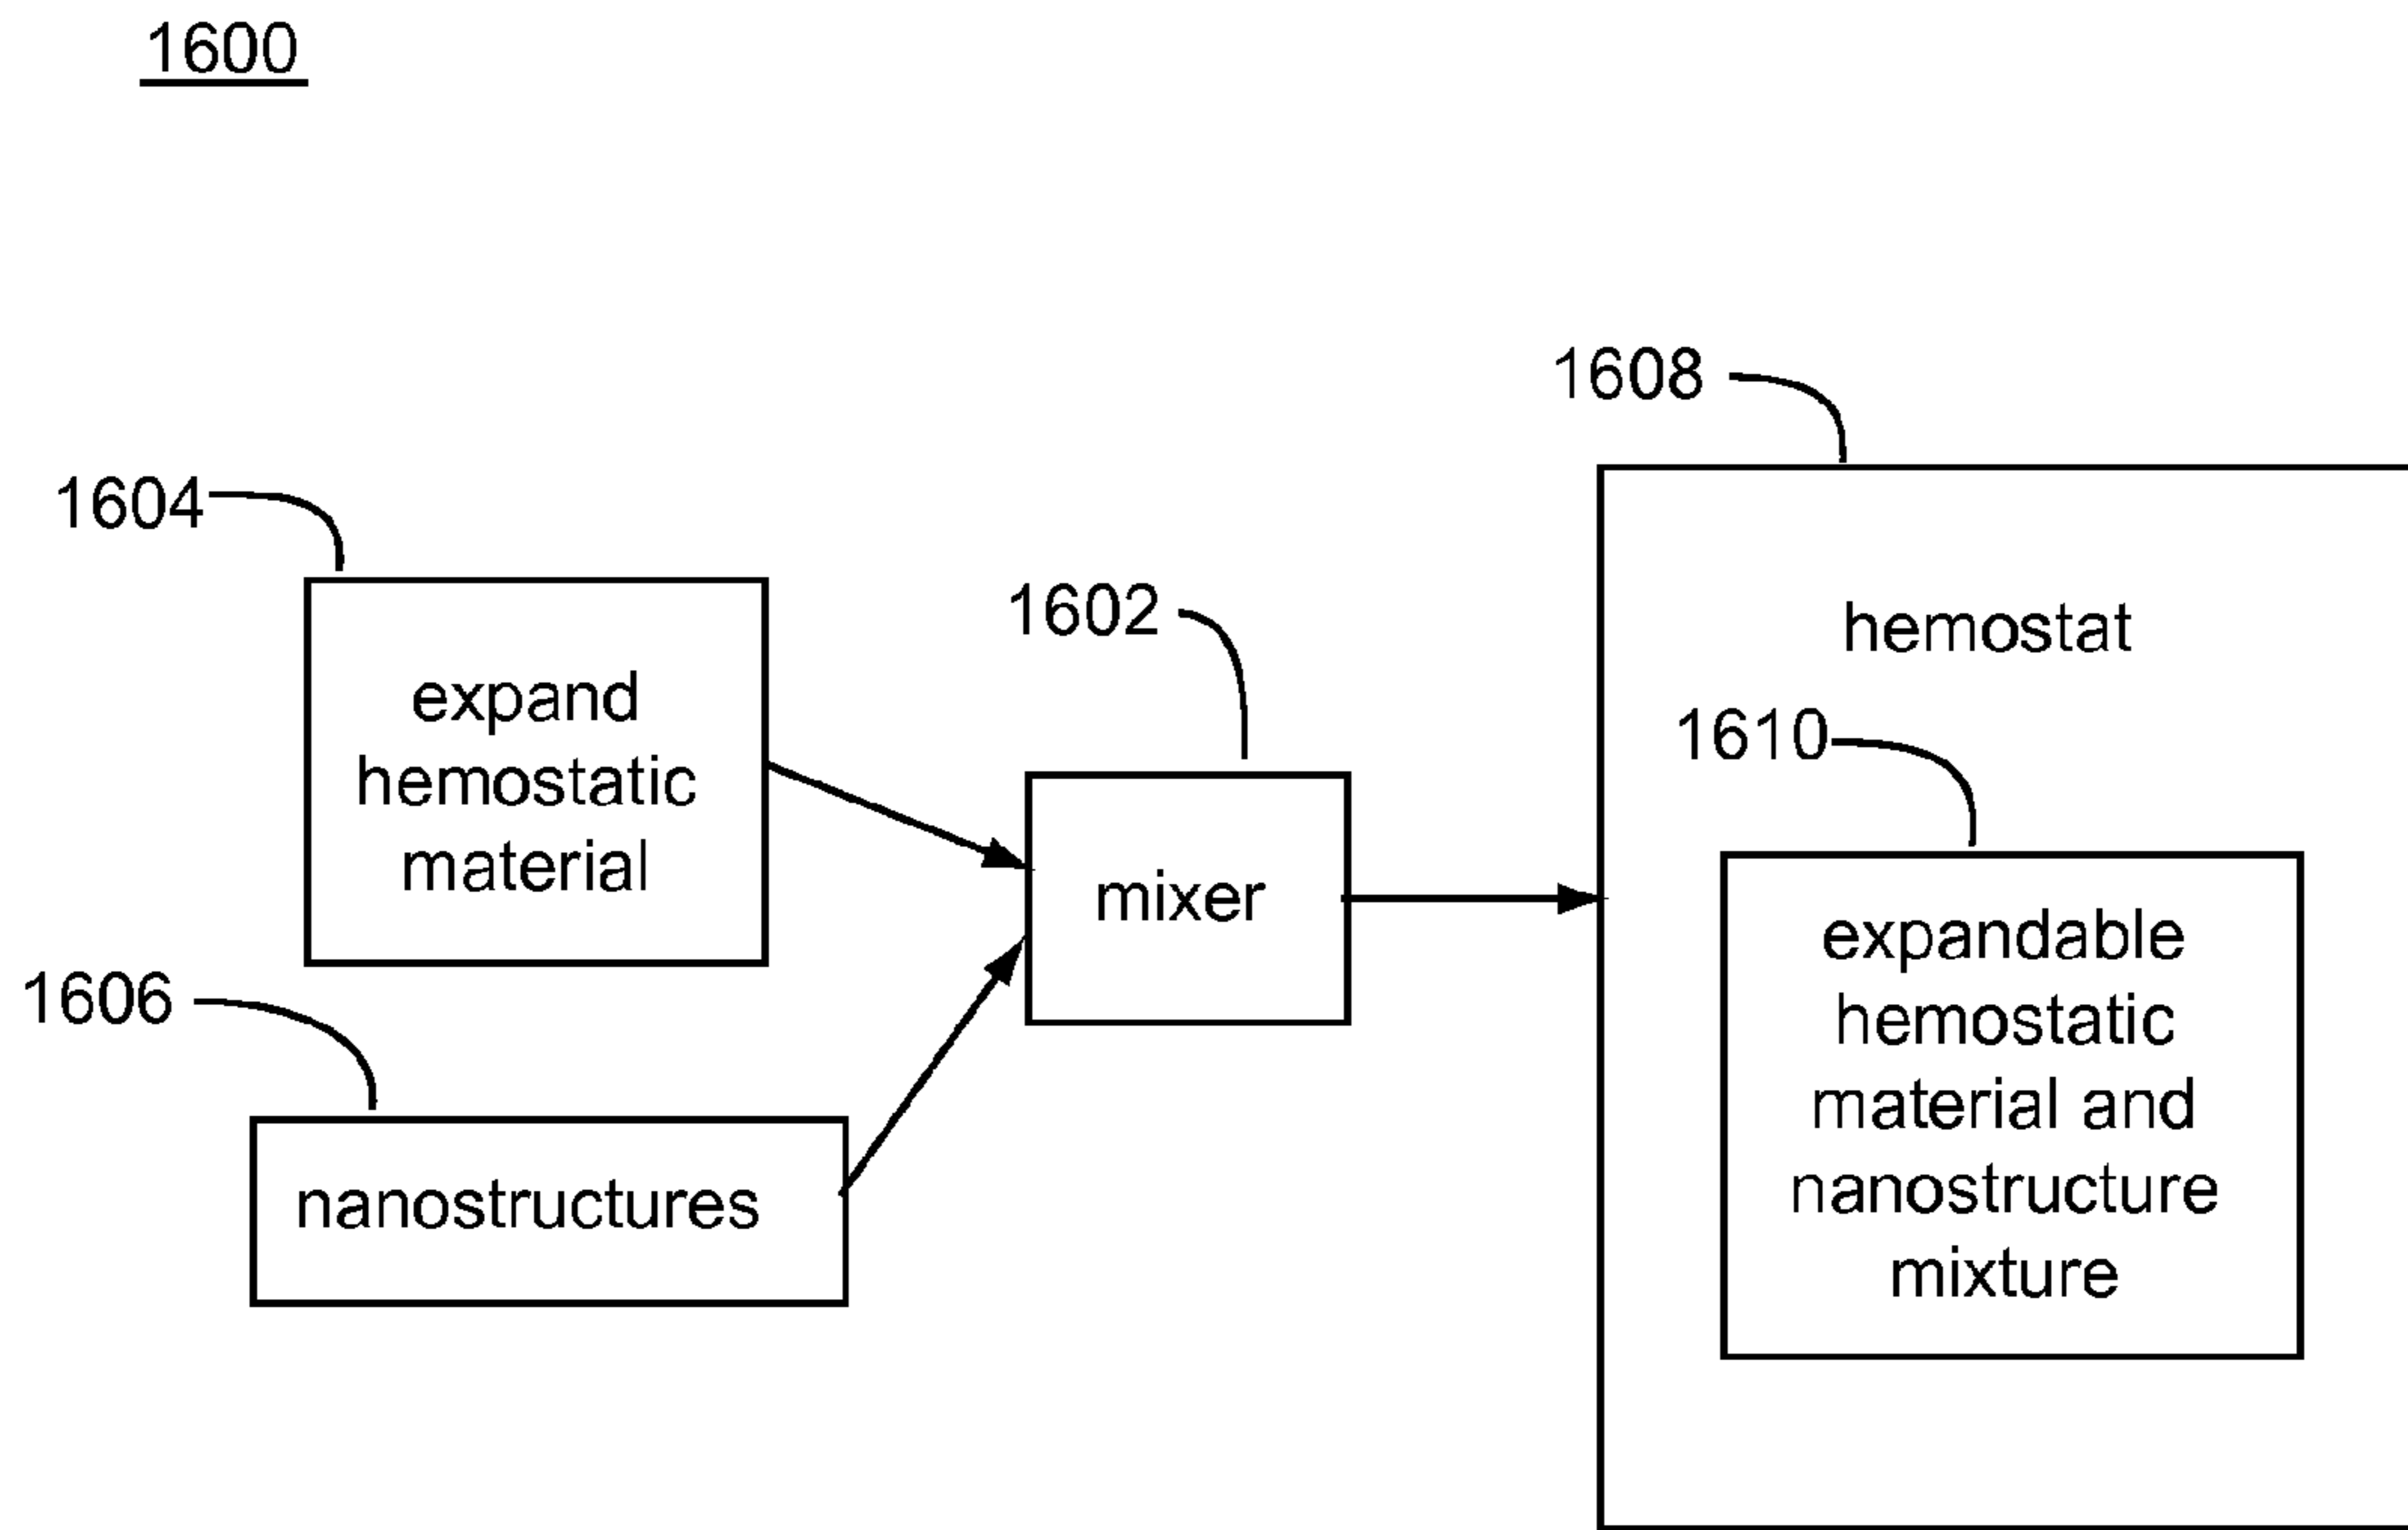 1600
1604
expand
hemostatic
material
1606
nanostructures
1602
mixer
1608
hemostat
1610
expandable
hemostatic
material and
nanostructure
mixture